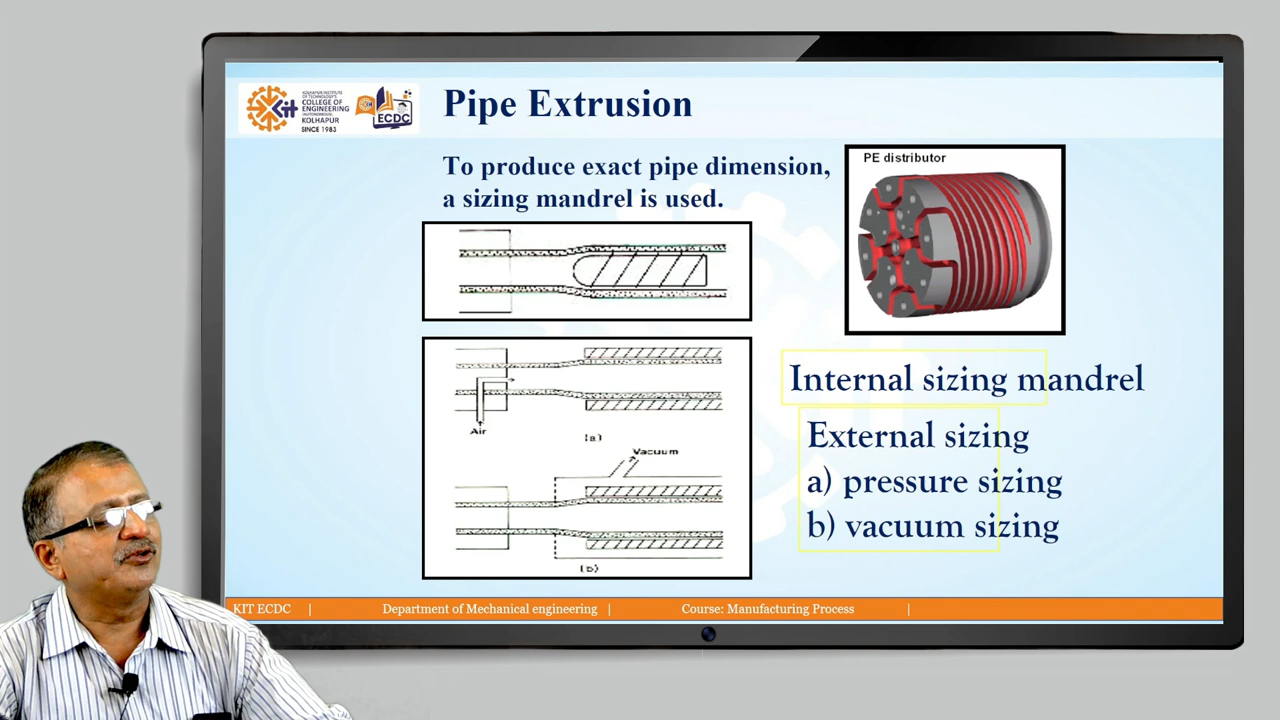 KOLHAPUR INSTITUTE
OF TECHNOLOGY'S
COLLEGE OF
ENGINEERING
(AUTONOMOUS),
KOLHAPUR
SINCE 1983
KIT
ECDC
Pipe Extrusion
To produce exact pipe dimension,
a sizing mandrel is used.
PE distributor
Air
(a)
Vacuum
(b)
Internal sizing mandrel
External sizing
a) pressure sizing
b) vacuum sizing
KIT ECDC | Department of Mechanical engineering | Course: Manufacturing Process |